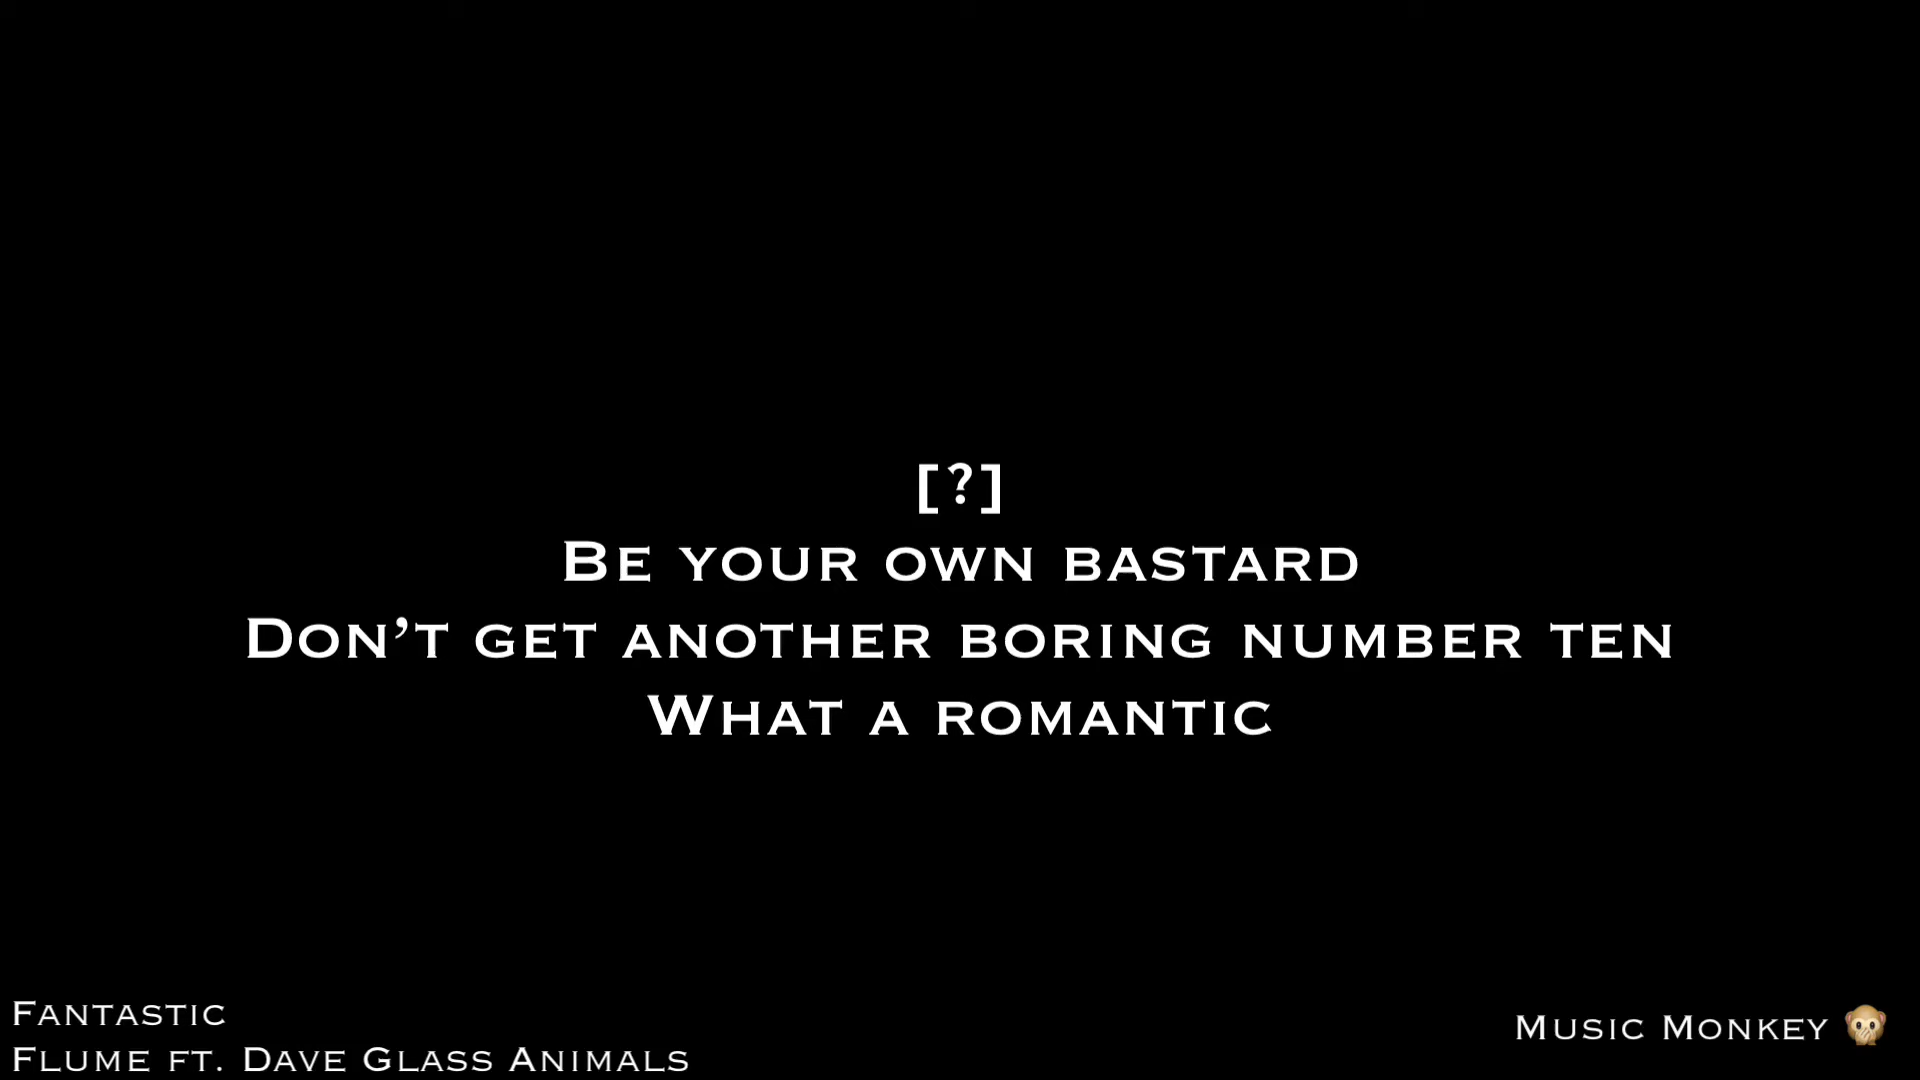 [?]
Be your own bastard
Don’t get another boring number ten
What a romantic
Fantastic
Flume ft. Dave Glass Animals
Music Monkey 🙊